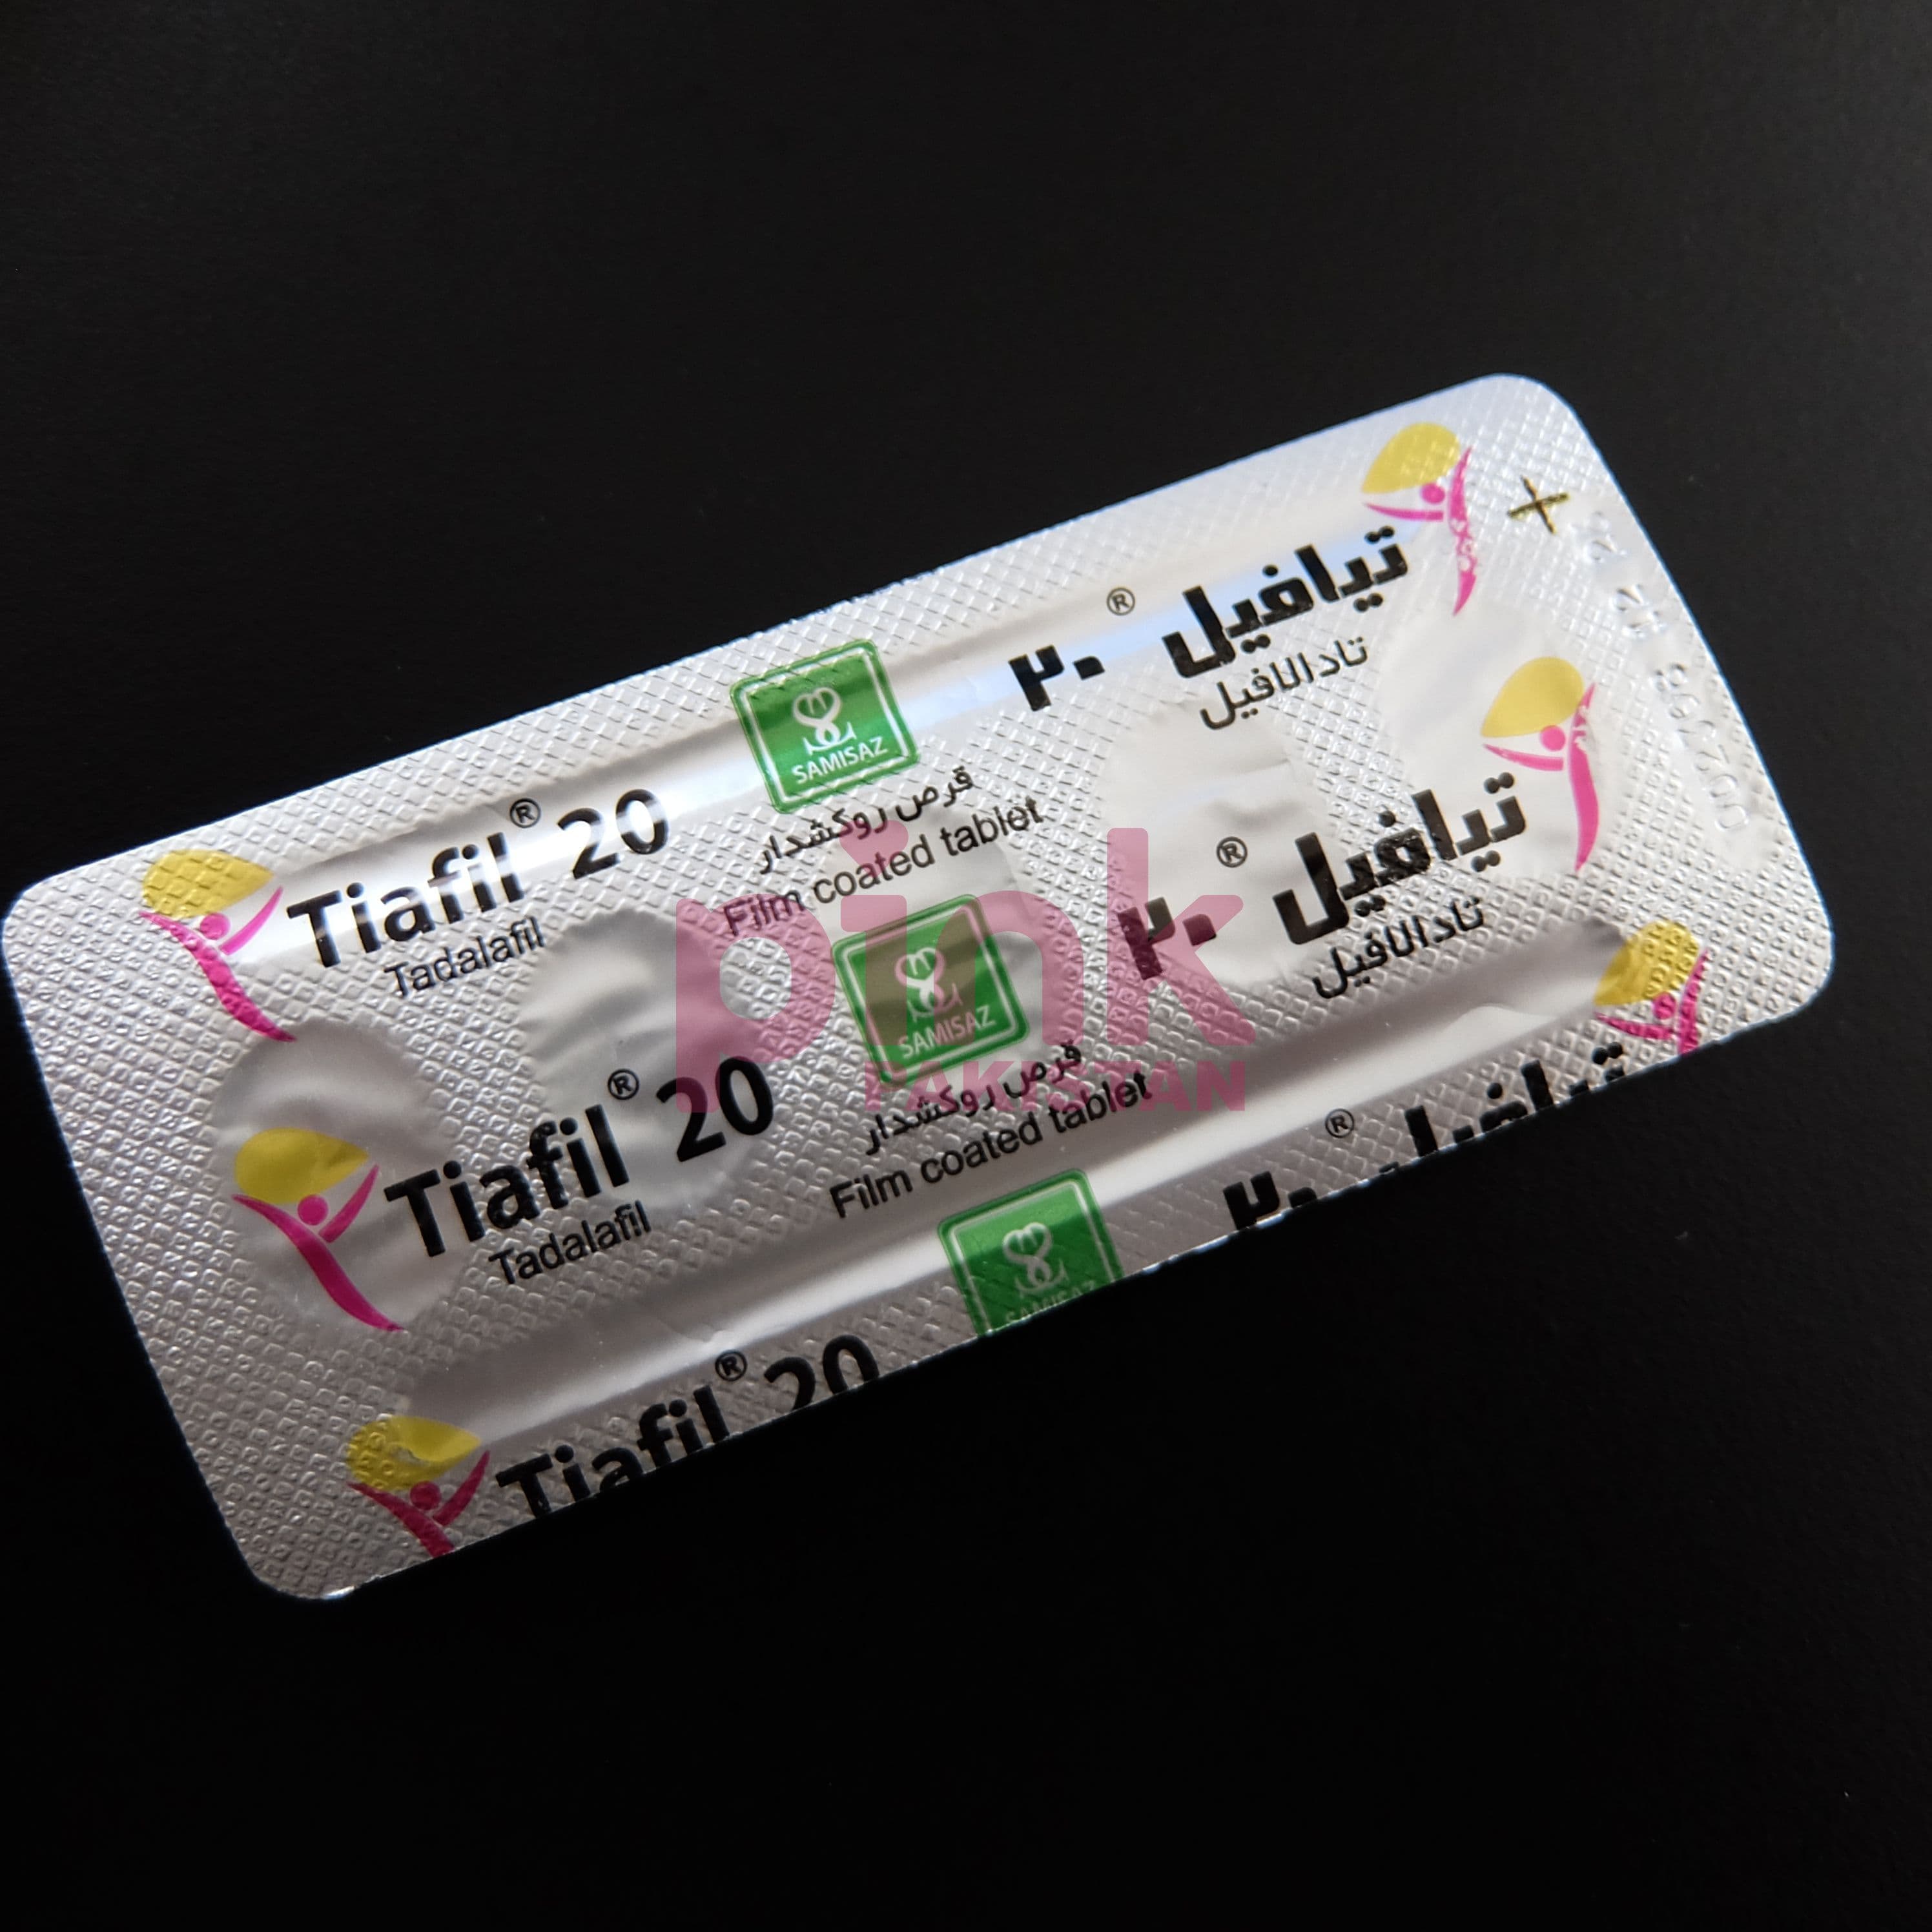 تیافیل ® ۲۰
تادالافیل
SAMISAZ
Tiafil® 20
Tadalafil
قرص روکشدار
Film coated tablet
تیافیل ® ۲۰
تادالافیل
SAMISAZ
Tiafil® 20
Tadalafil
قرص روکشدار
Film coated tablet
pink
PAKISTAN
تیافیل ® ۲۰
SAMISAZ
Tiafil® 20